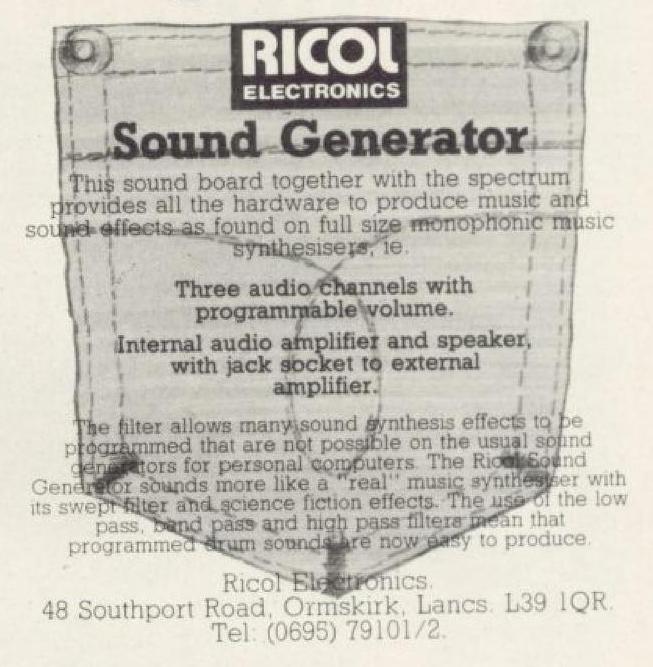 RICOL
ELECTRONICS
Sound Generator
This sound board together with the spectrum
provides all the hardware to produce music and
sound effects as found on full size monophonic music
synthesisers, ie.
Three audio channels with
programmable volume.
Internal audio amplifier and speaker,
with jack socket to external
amplifier.
The filter allows many sound synthesis effects to be
programmed that are not possible on the usual sound
generators for personal computers. The Ricol Sound
Generator sounds more like a "real" music synthesiser with
its swept filter and science fiction effects. The use of the low
pass, band pass and high pass filters mean that
programmed drum sounds are now easy to produce.
Ricol Electronics.
48 Southport Road, Ormskirk, Lancs. L39 1QR.
Tel: (0695) 79101/2.